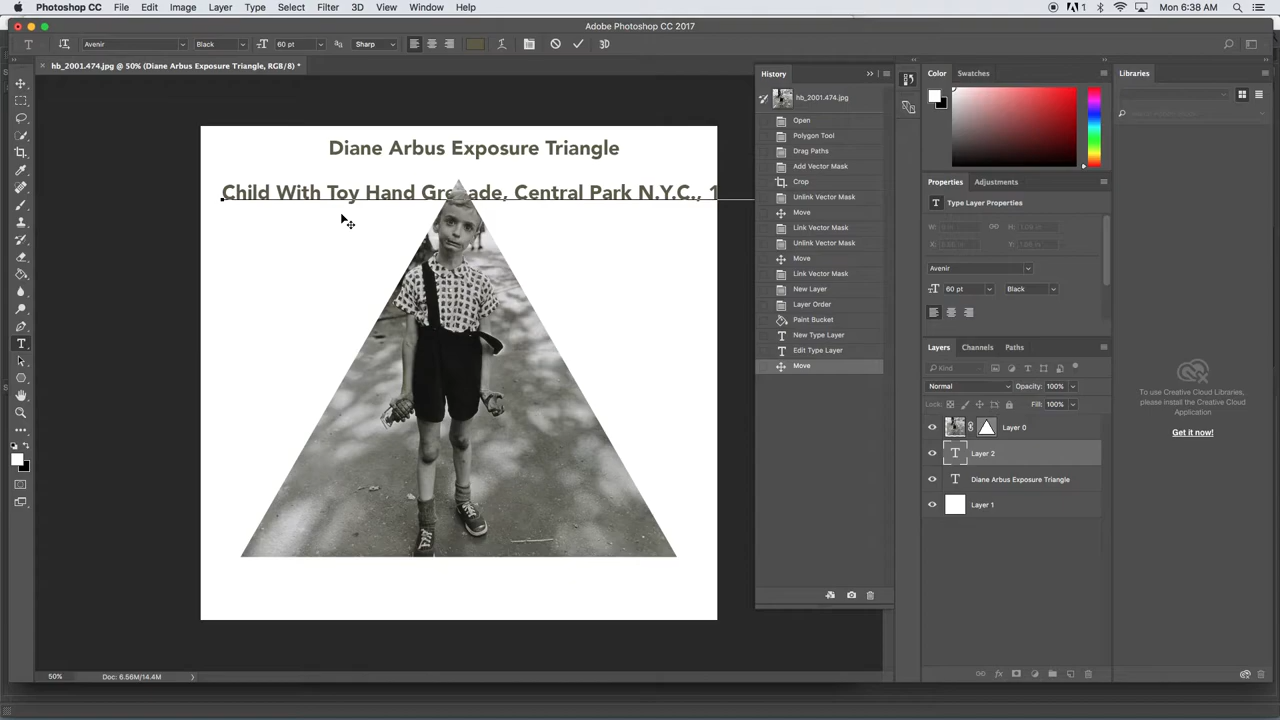 Photoshop CC File Edit Image Layer Type Select Filter 3D View Window Help 1 Mon 6:38 AM
Adobe Photoshop CC 2017
T Avenir Black 60 pt Sharp 3D
× hb_2001.474.jpg @ 50% (Diane Arbus Exposure Triangle, RGB/8) *
Diane Arbus Exposure Triangle
Child With Toy Hand Grenade, Central Park N.Y.C., 1
History
hb_2001.474.jpg
Open
Polygon Tool
Drag Paths
Add Vector Mask
Crop
Unlink Vector Mask
Move
Link Vector Mask
Unlink Vector Mask
Move
Link Vector Mask
New Layer
Layer Order
Paint Bucket
New Type Layer
Edit Type Layer
Move
Color Swatches
Properties Adjustments
T Type Layer Properties
W: H:
X: Y:
Avenir
60 pt Black
Layers Channels Paths
Kind
Normal Opacity: 100%
Lock: Fill: 100%
Layer 0
T Layer 2
T Diane Arbus Exposure Triangle
Layer 1
Libraries
To use Creative Cloud Libraries,
please install the Creative Cloud
Application
Get it now!
50% Doc: 6.56M/14.4M